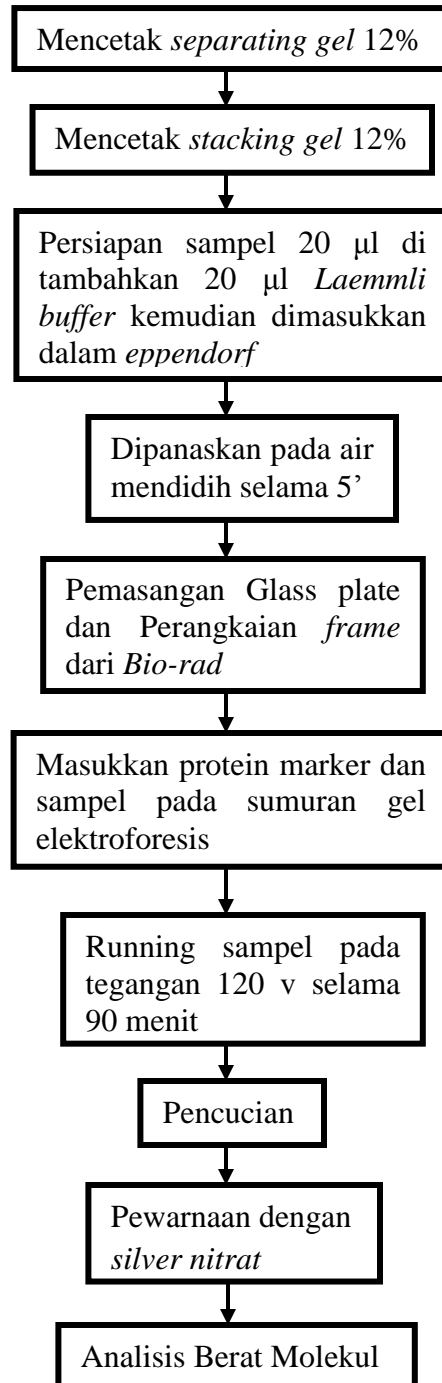 Mencetak separating gel 12%
Mencetak stacking gel 12%
Persiapan sampel 20 μl di
tambahkan 20 μl Laemmli
buffer kemudian dimasukkan
dalam eppendorf
Dipanaskan pada air
mendidih selama 5’
Pemasangan Glass plate
dan Perangkaian frame
dari Bio-rad
Masukkan protein marker dan
sampel pada sumuran gel
elektroforesis
Running sampel pada
tegangan 120 v selama
90 menit
Pencucian
Pewarnaan dengan
silver nitrat
Analisis Berat Molekul